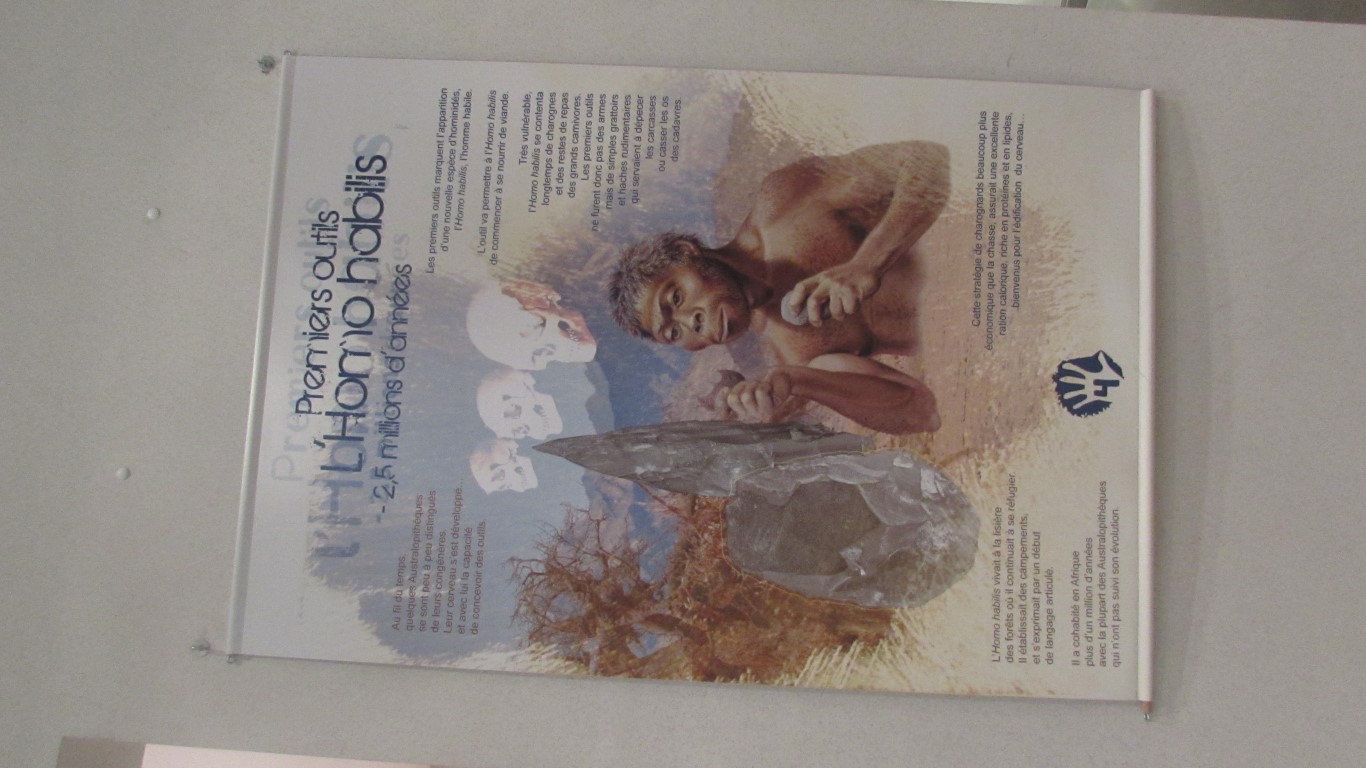 Premiers outils
L'Homo habilis
- 2,5 millions d'années
Au fil du temps,
quelques Australopithèques
se sont peu à peu distingués
de leurs congénères.
Leur cerveau s'est développé...
et avec lui la capacité
de concevoir des outils.
Les premiers outils marquent l'apparition
d'une nouvelle espèce d'hominidés,
l'Homo habilis, l'homme habile.
L'outil va permettre à l'Homo habilis
de commencer à se nourrir de viande.
Très vulnérable,
l'Homo habilis se contenta
longtemps de charognes
et des restes de repas
des grands carnivores.
Les premiers outils
ne furent donc pas des armes
mais de simples grattoirs
et haches rudimentaires
qui servaient à dépecer
les carcasses
ou casser les os
des cadavres.
L'Homo habilis vivait à la lisière
des forêts où il continuait à se réfugier.
Il établissait des campements,
et s'exprimait par un début
de langage articulé.
Il a cohabité en Afrique
plus d'un million d'années
avec la plupart des Australopithèques
qui n'ont pas suivi son évolution.
Cette stratégie de charognards beaucoup plus
économique que la chasse, assurait une excellente
ration calorique, riche en protéines et en lipides,
bienvenus pour l'édification du cerveau...
4